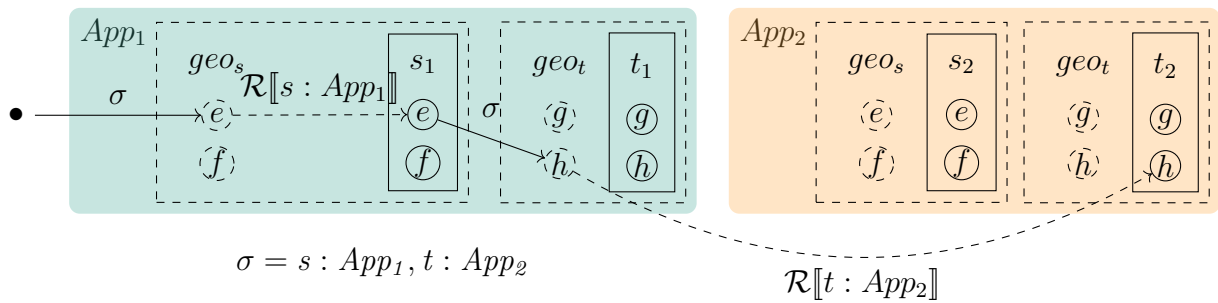 App₁ App₂
geoₛ s₁ geoₜ t₁ geoₛ s₂ geoₜ t₂
σ ℛ⟦s : App₁⟧ σ
e e g g e e g g
f f h h f f h h
σ = s : App₁, t : App₂
ℛ⟦t : App₂⟧